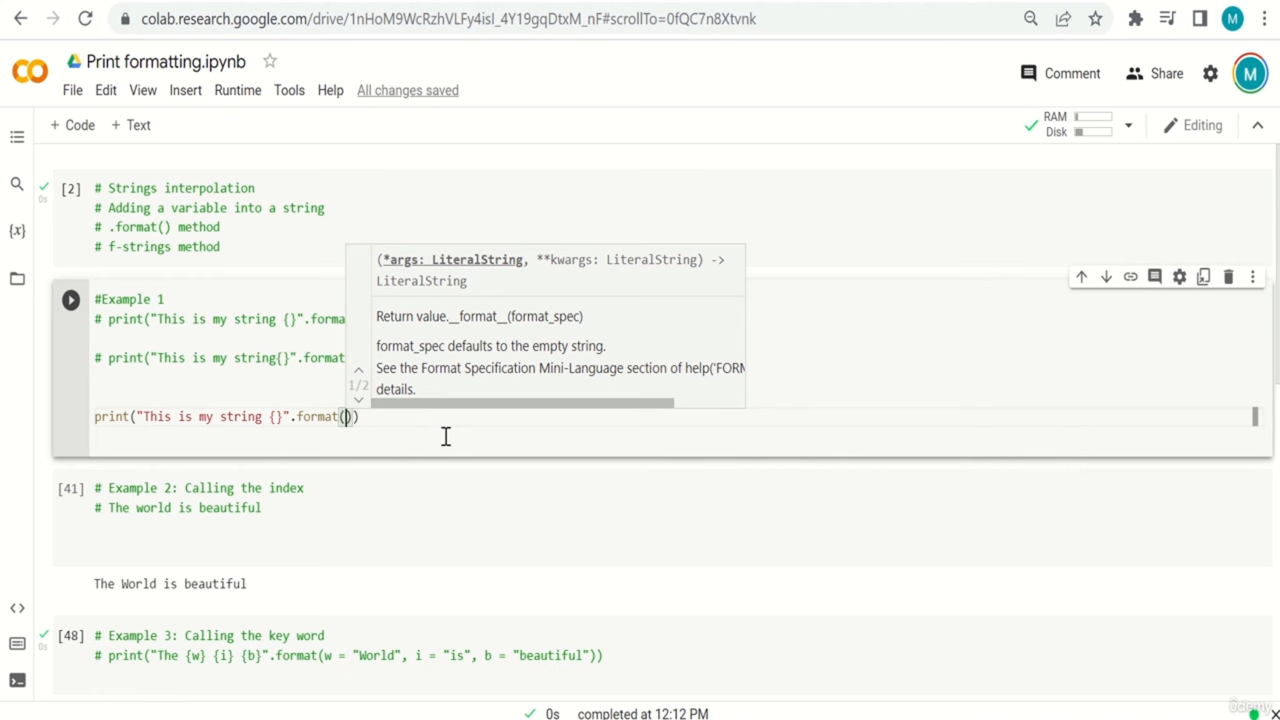 colab.research.google.com/drive/1nHoM9WcRzhVLFy4isI_4Y19gqDtxM_nF#scrollTo=0fQC7n8Xtvnk
M
CO
Print formatting.ipynb
File Edit View Insert Runtime Tools Help All changes saved
Comment Share M
+ Code + Text
RAM
Disk
Editing
[2] # Strings interpolation
0s
# Adding a variable into a string
# .format() method
# f-strings method
(*args: LiteralString, **kwargs: LiteralString) ->
LiteralString
Return value.__format__(format_spec)
format_spec defaults to the empty string.
See the Format Specification Mini-Language section of help('FORM
details.
1/2
#Example 1
# print("This is my string {}".forma
# print("This is my string{}".format
print("This is my string {}".format())
[41] # Example 2: Calling the index
# The world is beautiful
The World is beautiful
[48] # Example 3: Calling the key word
0s
# print("The {w} {i} {b}".format(w = "World", i = "is", b = "beautiful"))
{x}
0s completed at 12:12 PM
ûdemy